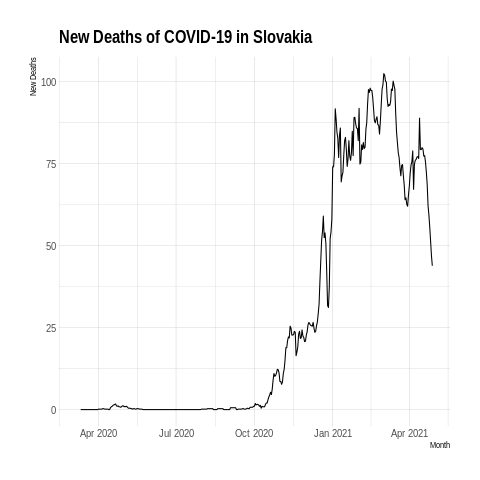 New Deaths of COVID-19 in Slovakia
New Deaths
100
75
50
25
0
Apr 2020 Jul 2020 Oct 2020 Jan 2021 Apr 2021
Month